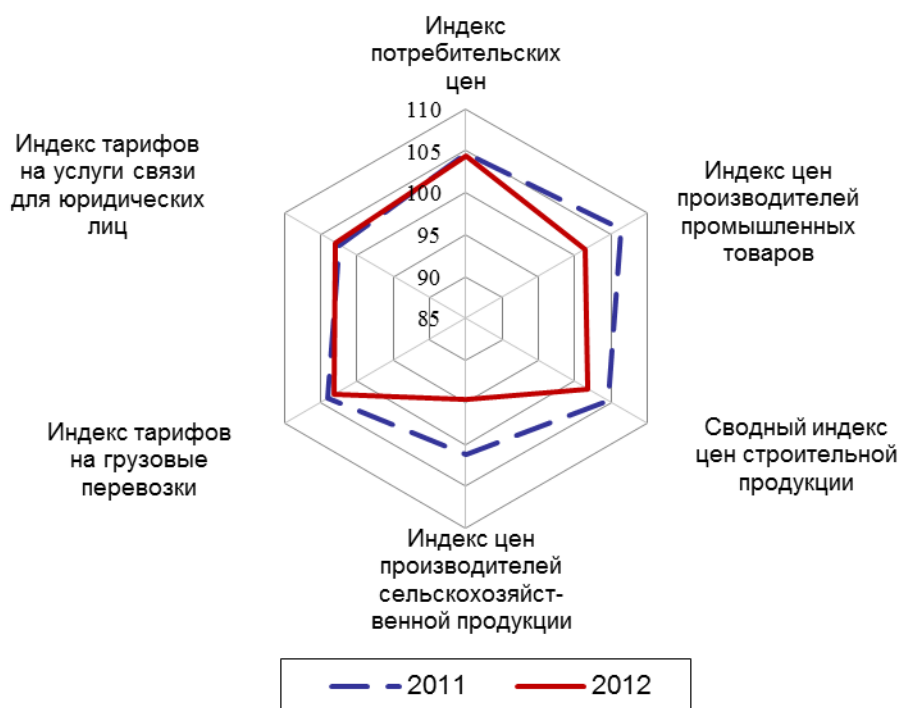 Индекс
потребительских
цен
110
105
100
95
90
85
Индекс тарифов
на услуги связи
для юридических
лиц
Индекс цен
производителей
промышленных
товаров
Индекс тарифов
на грузовые
перевозки
Сводный индекс
цен строительной
продукции
Индекс цен
производителей
сельскохозяйст-
венной продукции
2011
2012